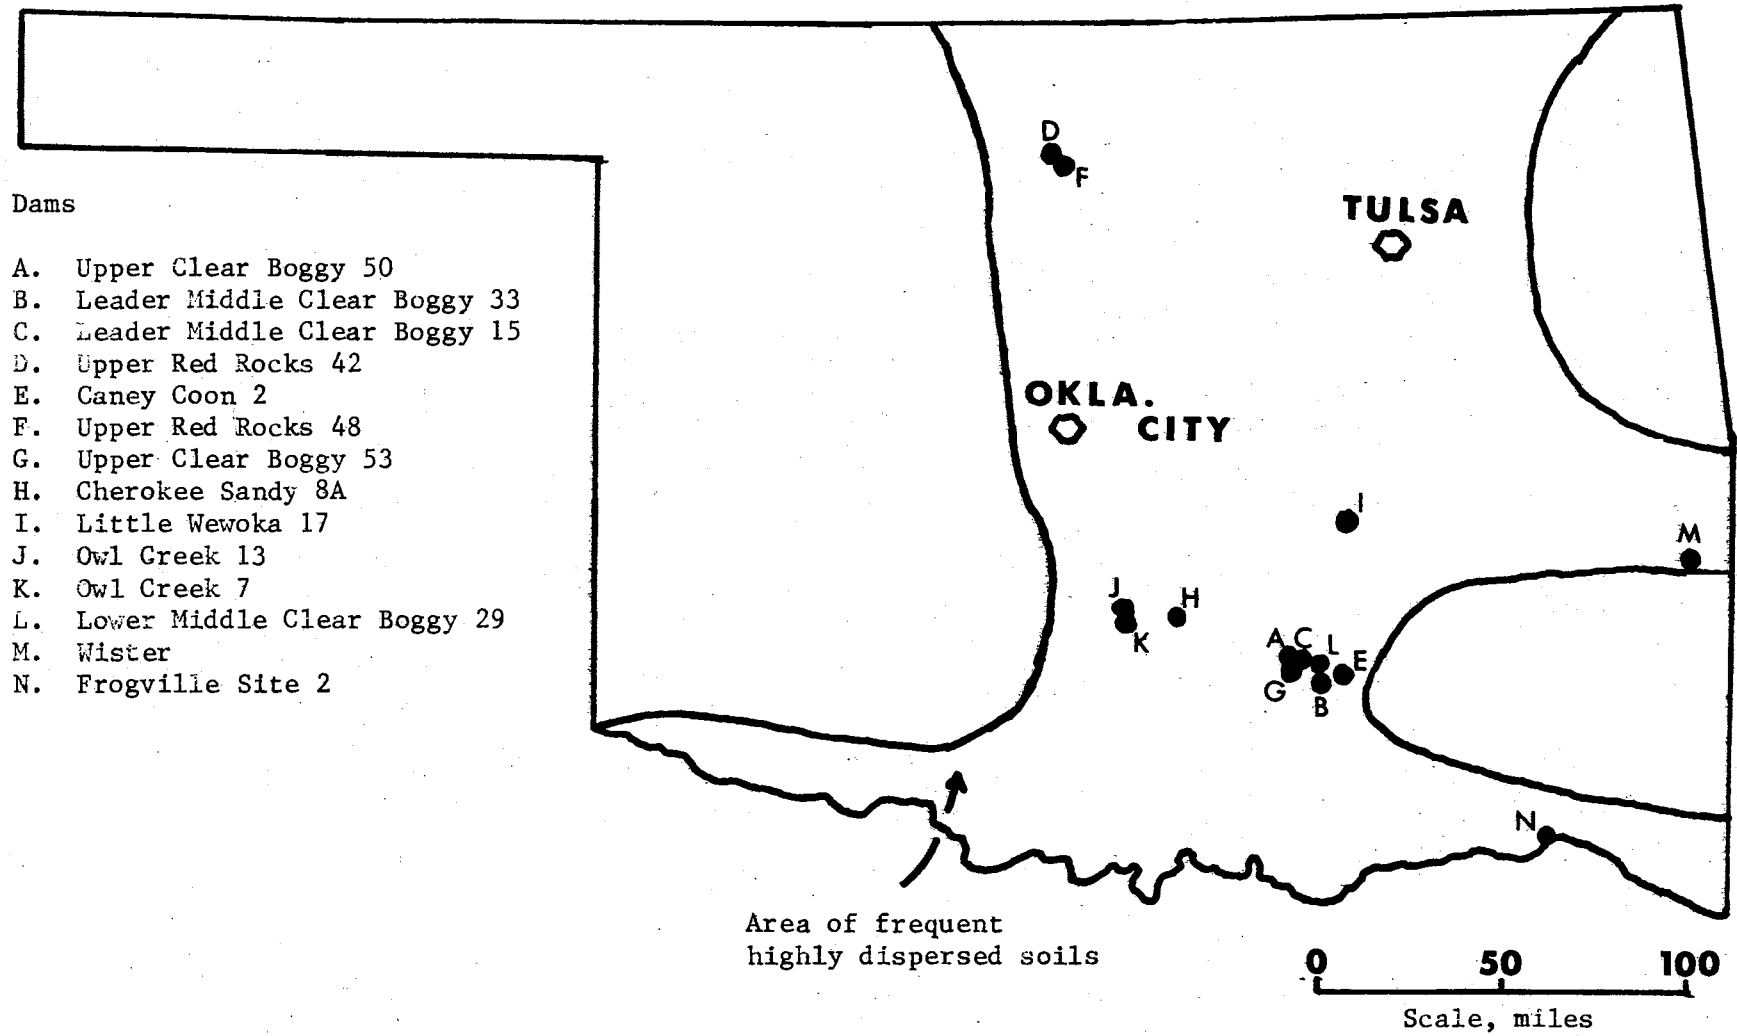 D
F
TULSA
Dams
A. Upper Clear Boggy 50
B. Leader Middle Clear Boggy 33
C. Leader Middle Clear Boggy 15
D. Upper Red Rocks 42
E. Caney Coon 2
F. Upper Red Rocks 48
G. Upper Clear Boggy 53
H. Cherokee Sandy 8A
I. Little Wewoka 17
J. Owl Creek 13
K. Owl Creek 7
L. Lower Middle Clear Boggy 29
M. Wister
N. Frogville Site 2
OKLA.
CITY
I
M
J H
K
A C L E
G
B
N
Area of frequent
highly dispersed soils
0 50 100
Scale, miles